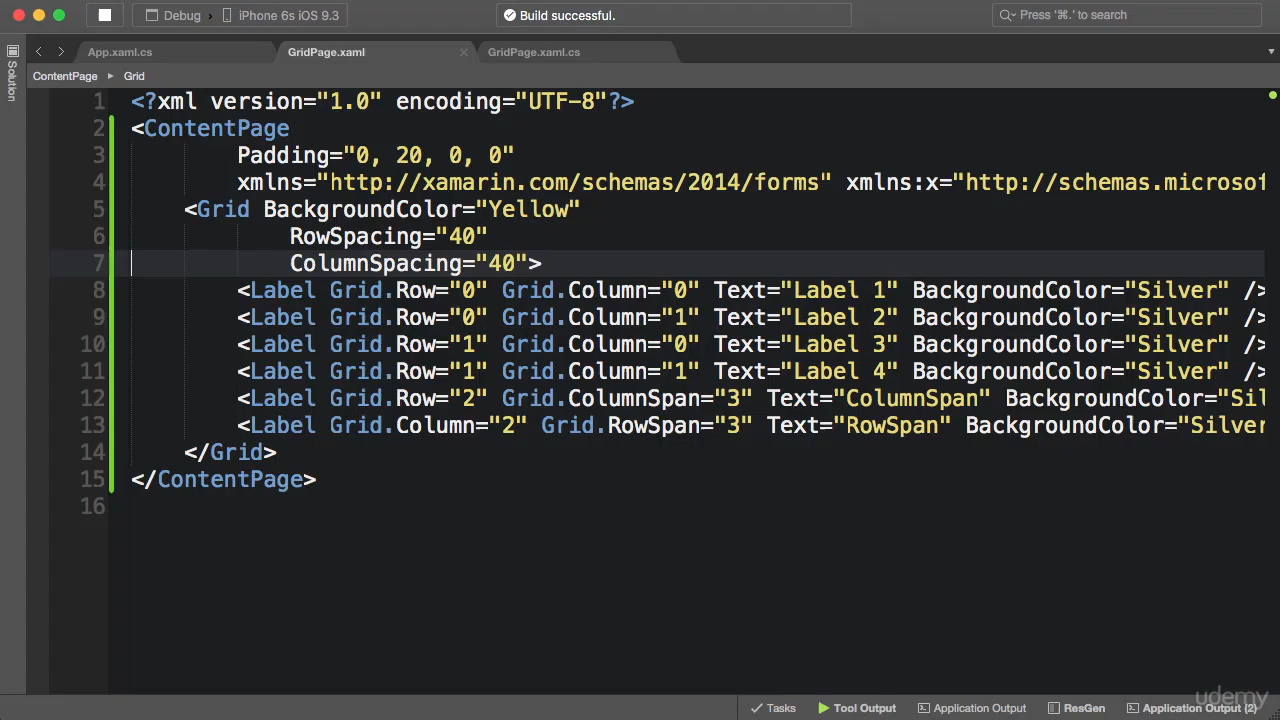 Debug › iPhone 6s iOS 9.3
Build successful.
Press '⌘.' to search
App.xaml.cs
GridPage.xaml
GridPage.xaml.cs
Solution
ContentPage ▸ Grid
1 <?xml version="1.0" encoding="UTF-8"?>
2 <ContentPage
3 Padding="0, 20, 0, 0"
4 xmlns="http://xamarin.com/schemas/2014/forms" xmlns:x="http://schemas.microsof
5 <Grid BackgroundColor="Yellow"
6 RowSpacing="40"
7 ColumnSpacing="40">
8 <Label Grid.Row="0" Grid.Column="0" Text="Label 1" BackgroundColor="Silver" />
9 <Label Grid.Row="0" Grid.Column="1" Text="Label 2" BackgroundColor="Silver" />
10 <Label Grid.Row="1" Grid.Column="0" Text="Label 3" BackgroundColor="Silver" />
11 <Label Grid.Row="1" Grid.Column="1" Text="Label 4" BackgroundColor="Silver" />
12 <Label Grid.Row="2" Grid.ColumnSpan="3" Text="ColumnSpan" BackgroundColor="Sil
13 <Label Grid.Column="2" Grid.RowSpan="3" Text="RowSpan" BackgroundColor="Silver
14 </Grid>
15 </ContentPage>
16
Tasks Tool Output Application Output ResGen Application Output (2)
udemy